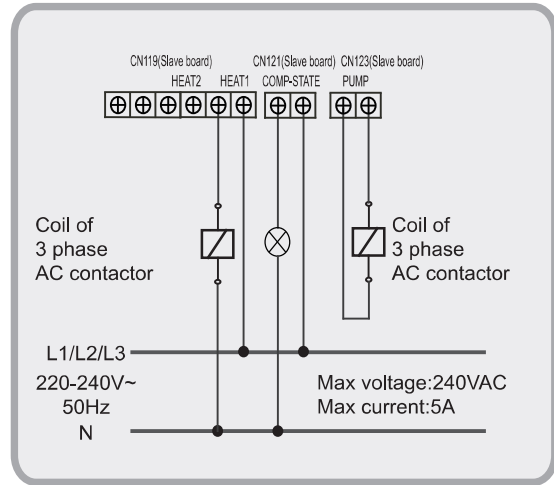 CN119(Slave board) CN121(Slave board) CN123(Slave board)
HEAT2 HEAT1 COMP-STATE PUMP
Coil of
3 phase
AC contactor
Coil of
3 phase
AC contactor
L1/L2/L3
220-240V~
50Hz
N
Max voltage:240VAC
Max current:5A